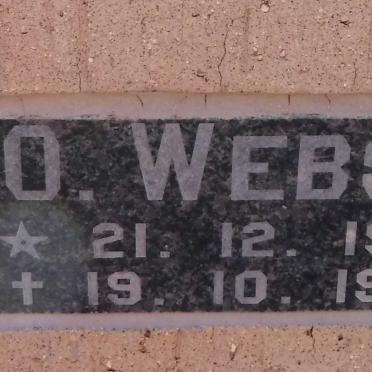 O. WEBS
★ 21. 12. 19
✝ 19. 10. 19